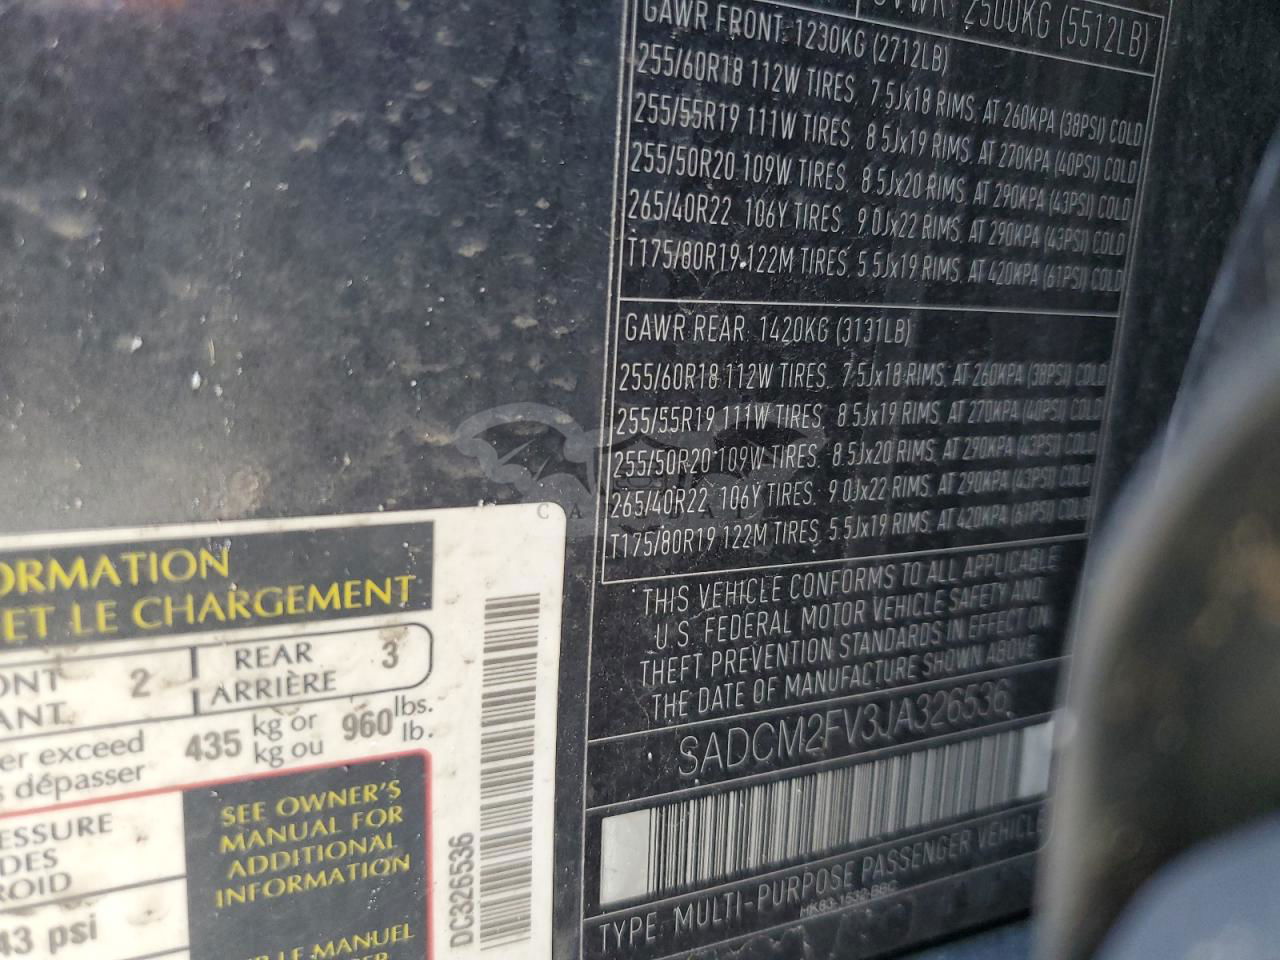 2500KG (5512LB)
GAWR FRONT: 1230KG (2712LB)
255/60R18 112W TIRES, 7.5Jx18 RIMS, AT 260KPA (38PSI) COLD
255/55R19 111W TIRES, 8.5Jx19 RIMS, AT 270KPA (40PSI) COLD
255/50R20 109W TIRES, 8.5Jx20 RIMS, AT 290KPA (43PSI) COLD
265/40R22 106Y TIRES, 9.0Jx22 RIMS, AT 290KPA (43PSI) COLD
T175/80R19 122M TIRES, 5.5Jx19 RIMS, AT 420KPA (61PSI) COLD
GAWR REAR: 1420KG (3131LB)
255/60R18 112W TIRES, 7.5Jx18 RIMS, AT 260KPA (38PSI) COLD
255/55R19 111W TIRES, 8.5Jx19 RIMS, AT 270KPA (40PSI) COLD
255/50R20 109W TIRES, 8.5Jx20 RIMS, AT 290KPA (43PSI) COLD
265/40R22 106Y TIRES, 9.0Jx22 RIMS, AT 290KPA (43PSI) COLD
T175/80R19 122M TIRES, 5.5Jx19 RIMS, AT 420KPA (61PSI) COLD
THIS VEHICLE CONFORMS TO ALL APPLICABLE
U.S. FEDERAL MOTOR VEHICLE SAFETY AND
THEFT PREVENTION STANDARDS IN EFFECT ON
THE DATE OF MANUFACTURE SHOWN ABOVE
SADCM2FV3JA326536
TYPE: MULTI-PURPOSE PASSENGER VEHICLE
HK83-1532-BBC
ORMATION
ET LE CHARGEMENT
ONT 2 REAR 3
ANT ARRIÈRE
er exceed 435 kg or 960 lbs.
s dépasser kg ou lb.
ESSURE
DES
ROID
43 psi
SEE OWNER'S
MANUAL FOR
ADDITIONAL
INFORMATION
LE MANUEL
DC326536